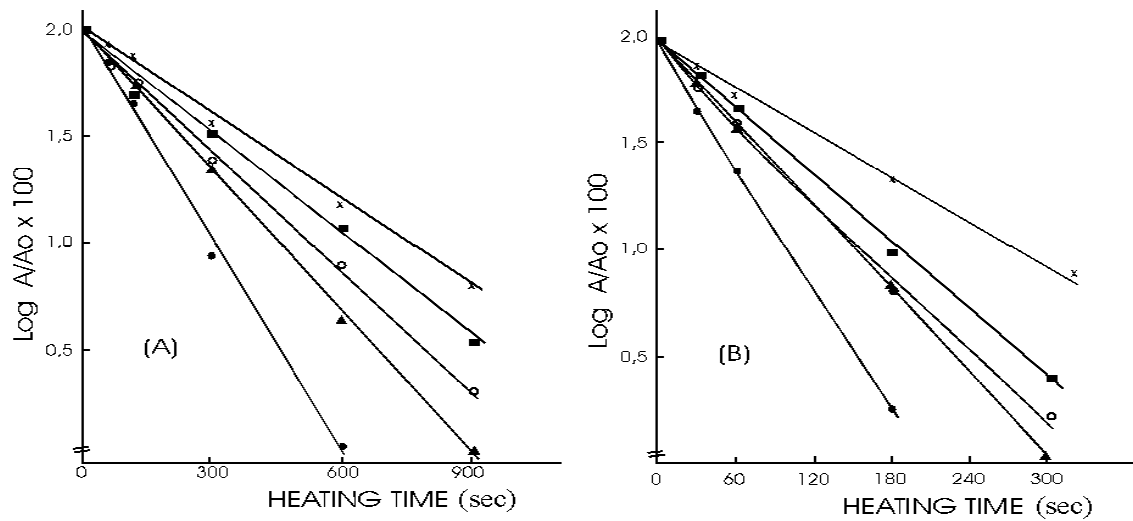 Log A/Ao x 100
2,0
1,5
1,0
0,5
(A)
0 300 600 900
HEATING TIME (sec)
Log A/Ao x 100
2,0
1,5
1,0
0,5
(B)
0 60 120 180 240 300
HEATING TIME (sec)